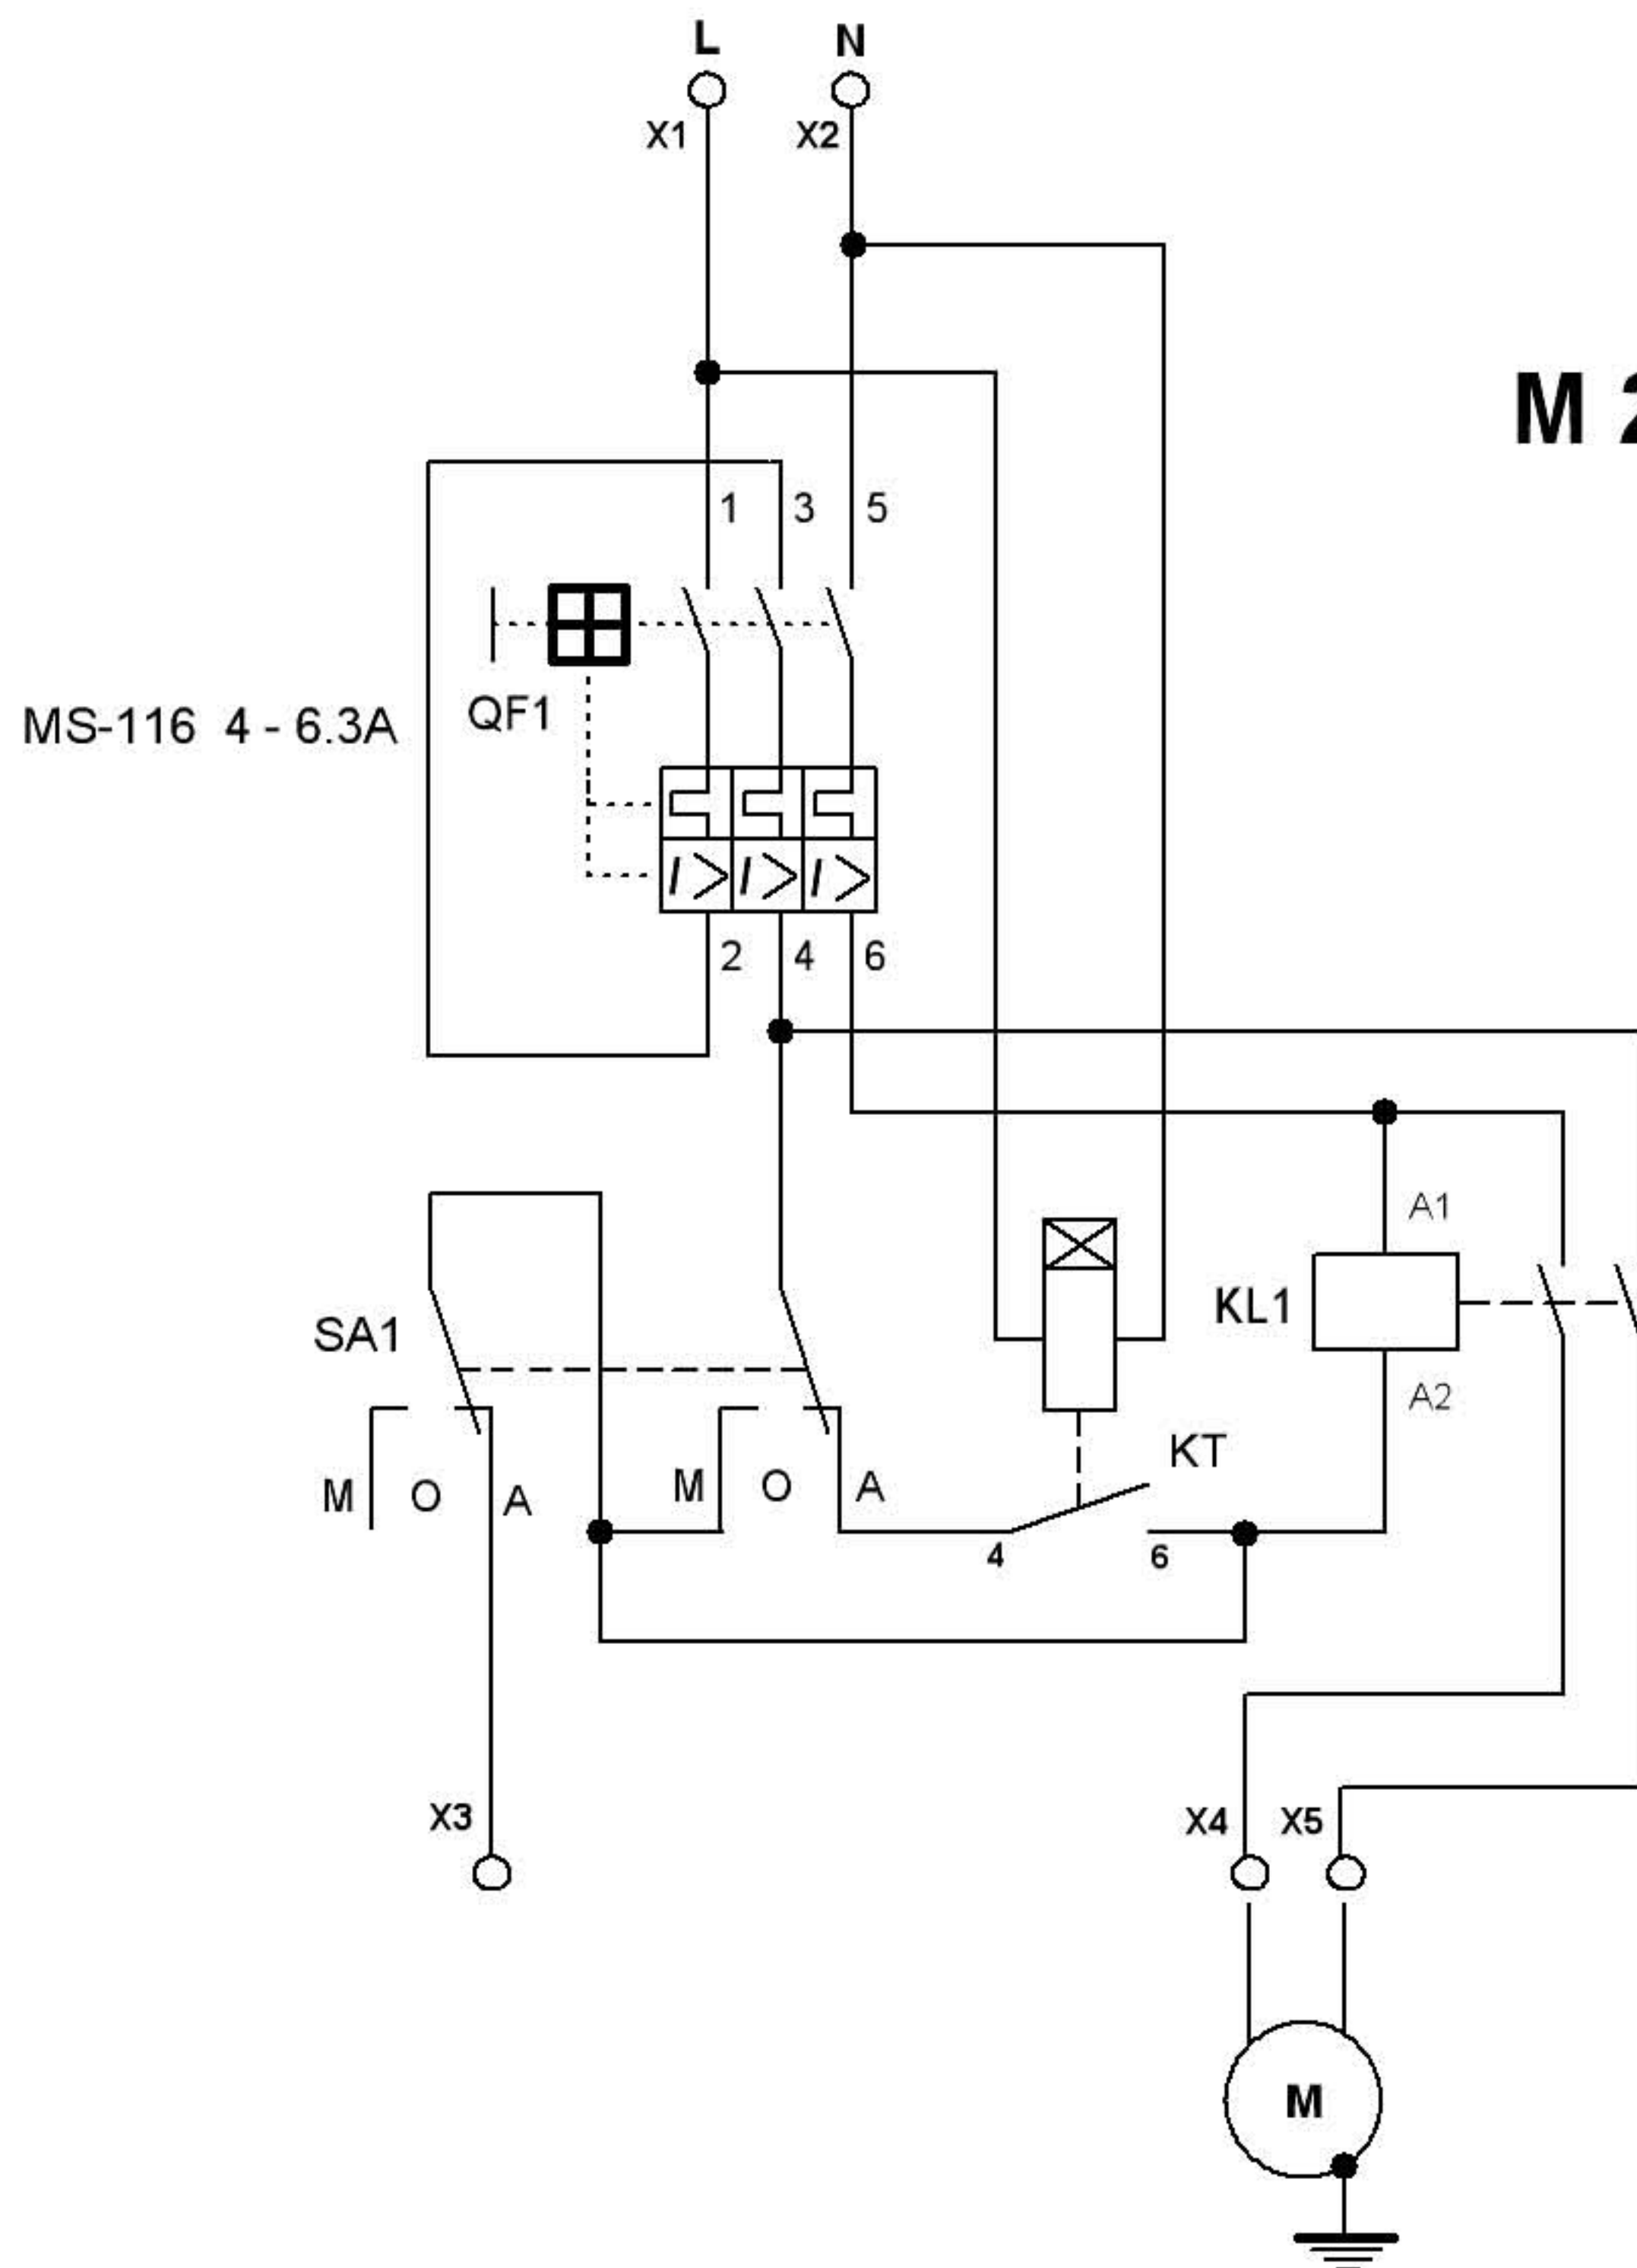 L N
X1 X2
M 2
1 3 5
QF1
MS-116 4 - 6.3A
I > I > I >
2 4 6
A1
KL1
SA1
A2
KT
M O A M O A
4 6
X3 X4 X5
M